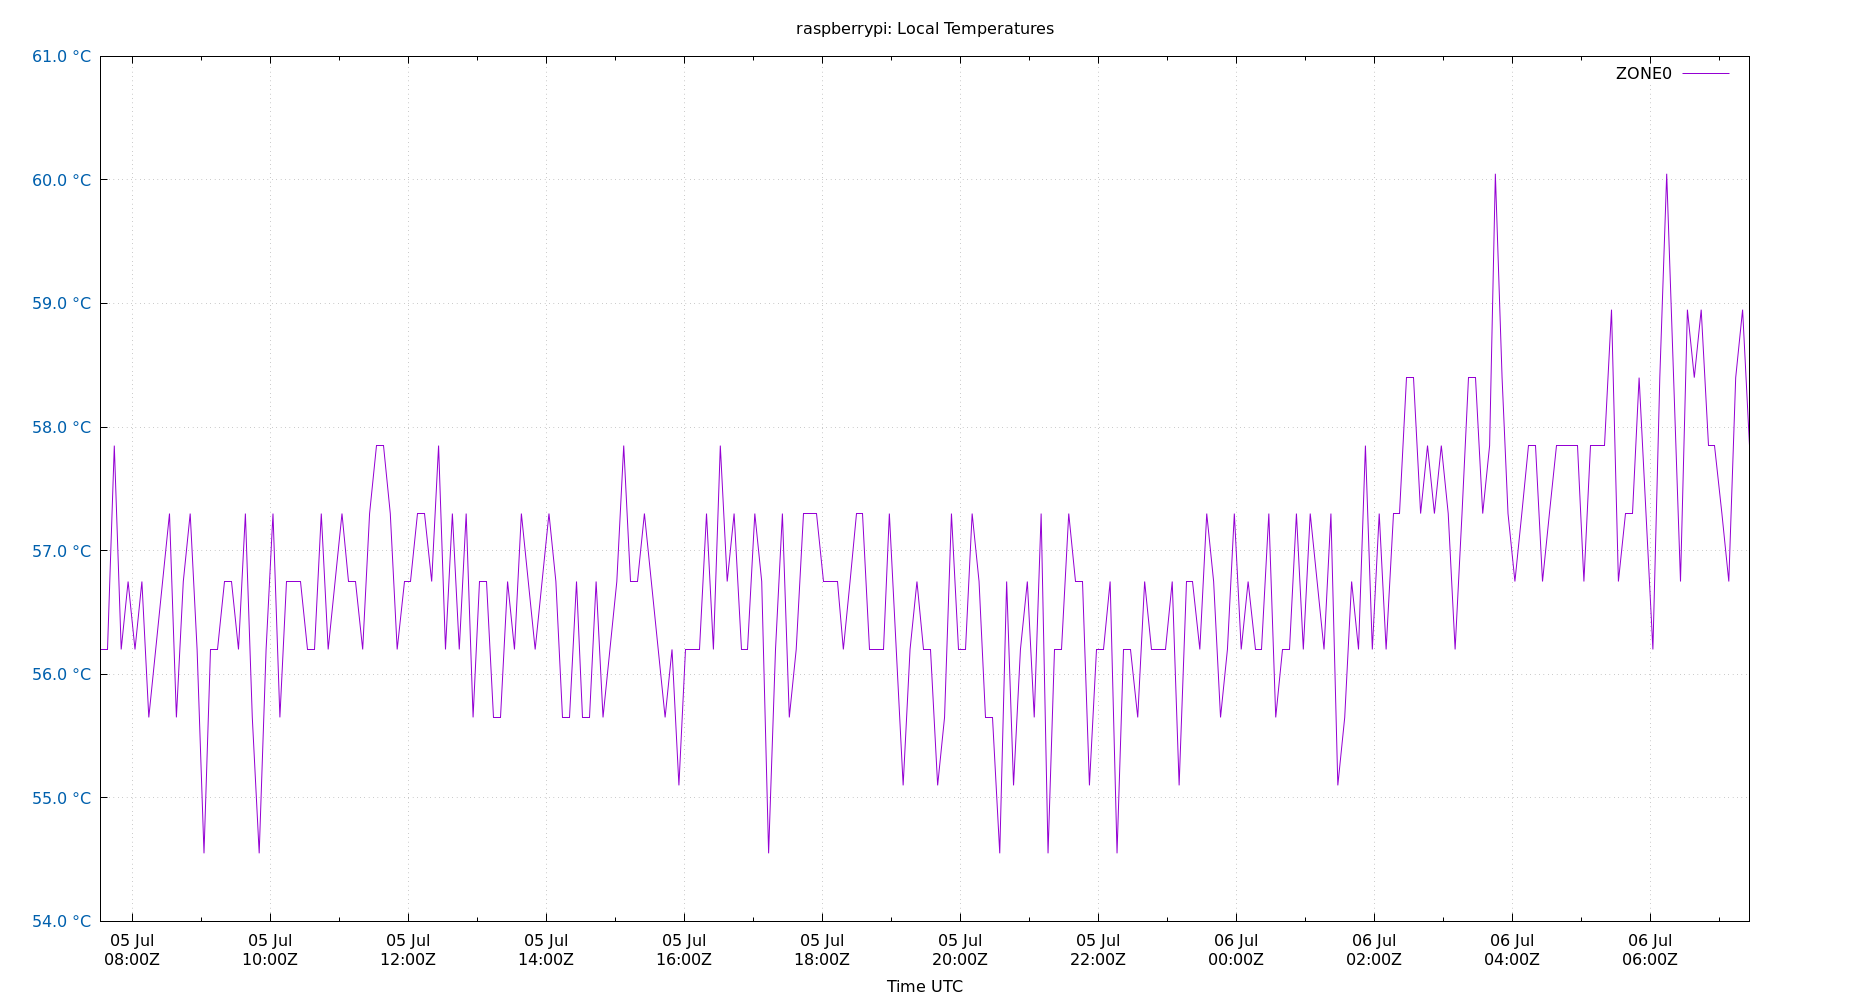 raspberrypi: Local Temperatures
61.0 °C
60.0 °C
59.0 °C
58.0 °C
57.0 °C
56.0 °C
55.0 °C
54.0 °C
ZONE0
05 Jul 05 Jul 05 Jul 05 Jul 05 Jul 05 Jul 05 Jul 05 Jul 06 Jul 06 Jul 06 Jul 06 Jul
08:00Z 10:00Z 12:00Z 14:00Z 16:00Z 18:00Z 20:00Z 22:00Z 00:00Z 02:00Z 04:00Z 06:00Z
Time UTC